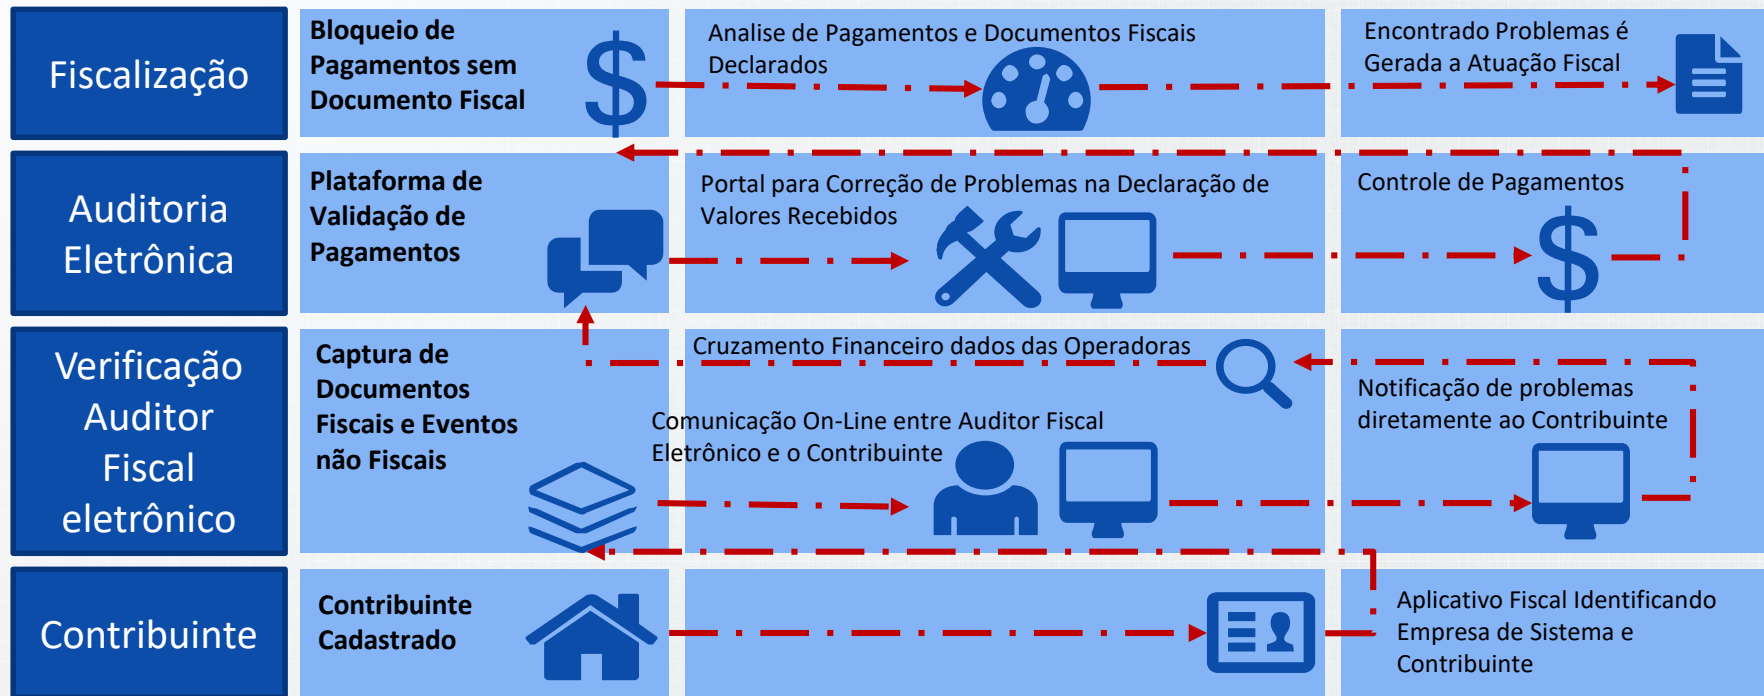 Fiscalização
Bloqueio de
Pagamentos sem
Documento Fiscal
Analise de Pagamentos e Documentos Fiscais
Declarados
Encontrado Problemas é
Gerada a Atuação Fiscal
Auditoria
Eletrônica
Plataforma de
Validação de
Pagamentos
Portal para Correção de Problemas na Declaração de
Valores Recebidos
Controle de Pagamentos
Verificação
Auditor
Fiscal
eletrônico
Captura de
Documentos
Fiscais e Eventos
não Fiscais
Cruzamento Financeiro dados das Operadoras
Comunicação On-Line entre Auditor Fiscal
Eletrônico e o Contribuinte
Notificação de problemas
diretamente ao Contribuinte
Contribuinte
Contribuinte
Cadastrado
Aplicativo Fiscal Identificando
Empresa de Sistema e
Contribuinte